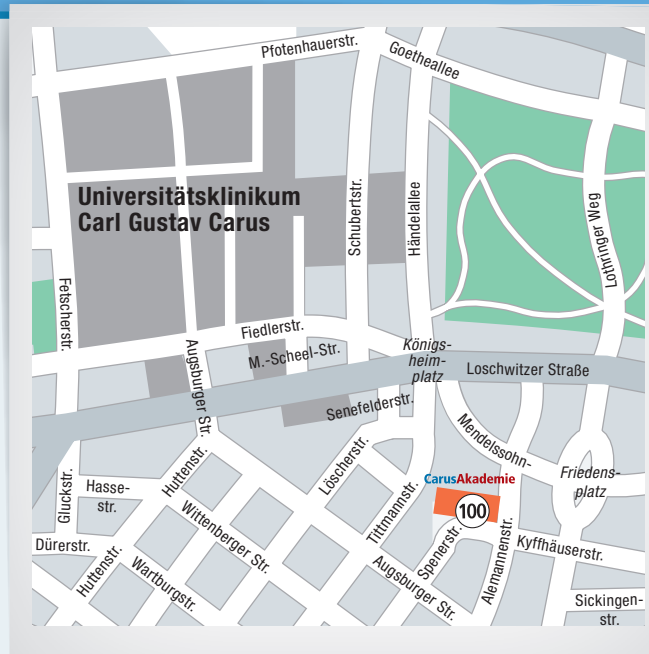 Pfotenhauerstr.
Goetheallee
Universitätsklinikum
Carl Gustav Carus
Schubertstr.
Händelallee
Lothringer Weg
Fetscherstr.
Fiedlerstr.
M.-Scheel-Str.
Augsburger Str.
Königs-
heim-
platz
Loschwitzer Straße
Senefelderstr.
Mendelssohn-
Löscherstr.
Huttenstr.
Gluckstr.
Hasse-
str.
Wittenberger Str.
Tittmannstr.
CarusAkademie
100
Friedens-
platz
Dürerstr.
Huttenstr.
Wartburgstr.
Augsburger Str.
Spenerstr.
Alemannenstr.
Kyffhäuserstr.
Sickingen-
str.